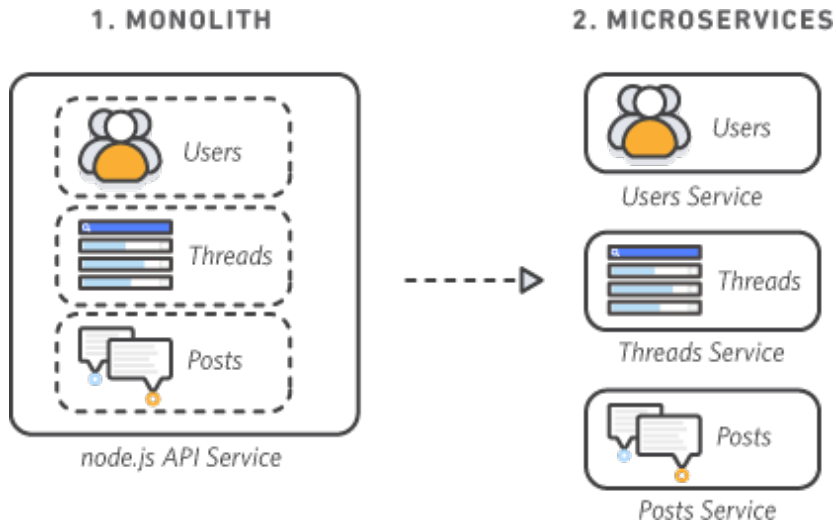 1. MONOLITH
Users
Threads
Posts
node.js API Service
2. MICROSERVICES
Users
Users Service
Threads
Threads Service
Posts
Posts Service